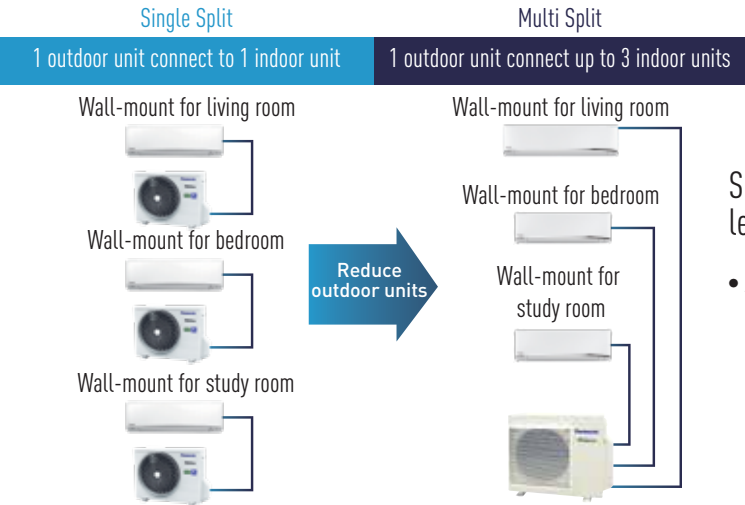 Single Split
1 outdoor unit connect to 1 indoor unit
Wall-mount for living room
Wall-mount for bedroom
Wall-mount for study room
Reduce
outdoor units
Multi Split
1 outdoor unit connect up to 3 indoor units
Wall-mount for living room
Wall-mount for bedroom
Wall-mount for
study room